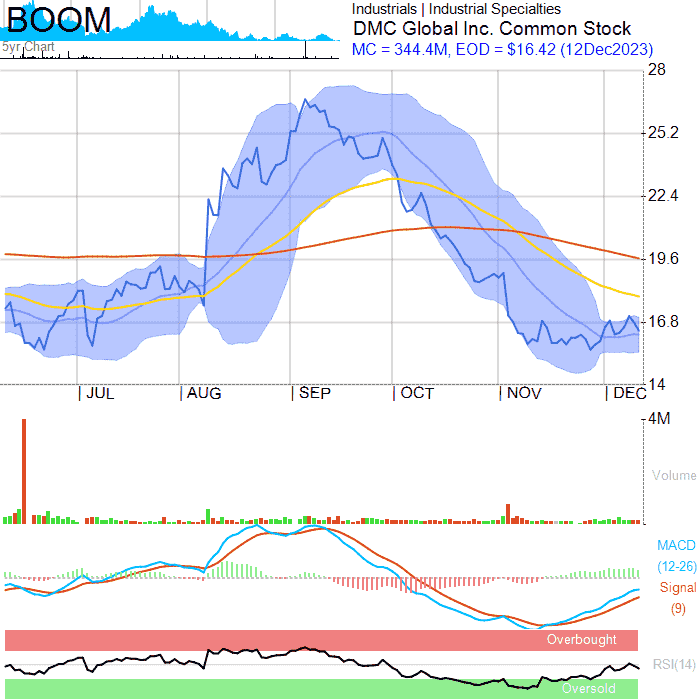 BOOM
5yr Chart
Industrials | Industrial Specialties
DMC Global Inc. Common Stock
MC = 344.4M, EOD = $16.42 (12Dec2023)
28
25.2
22.4
19.6
16.8
14
| JUL | AUG | SEP | OCT | NOV | DEC
4M
Volume
MACD
(12-26)
Signal
(9)
Overbought
RSI(14)
Oversold